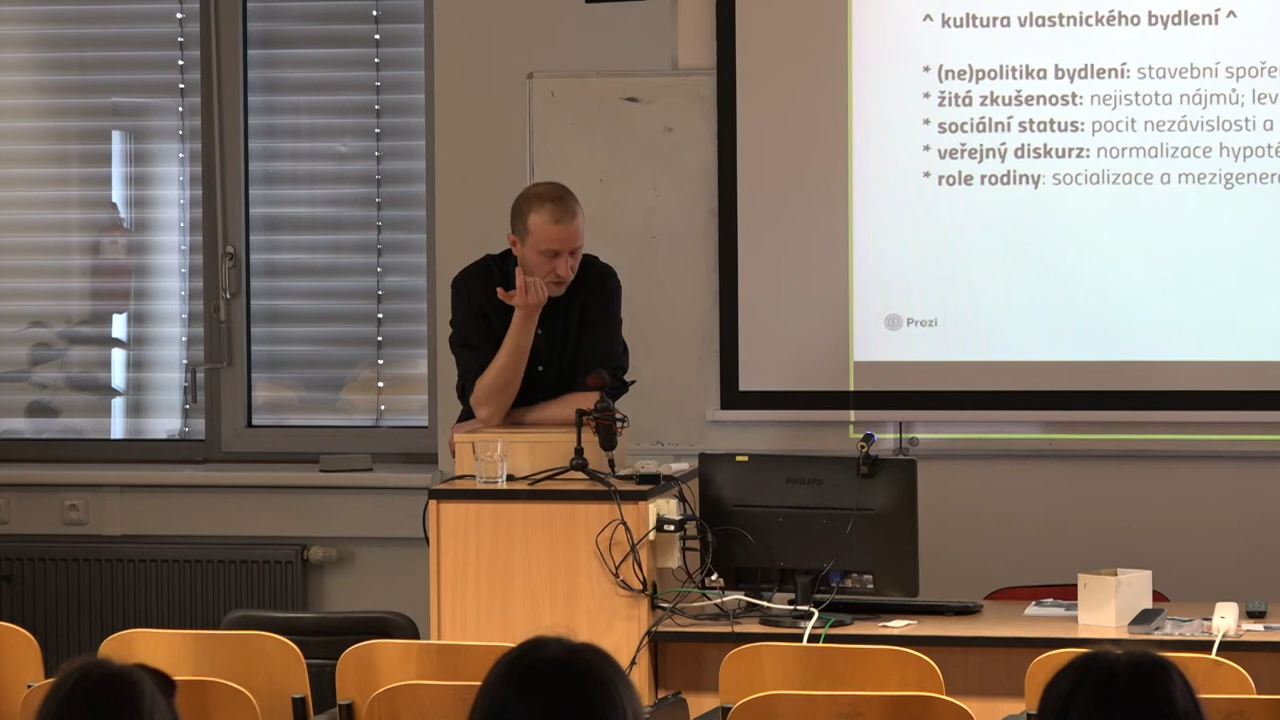 ^ kultura vlastnického bydlení ^
* (ne)politika bydlení: stavební spoře
* žitá zkušenost: nejistota nájmů; lev
* sociální status: pocit nezávislosti a
* veřejný diskurz: normalizace hypoté
* role rodiny: socializace a mezigener
Prezi
PHILIPS